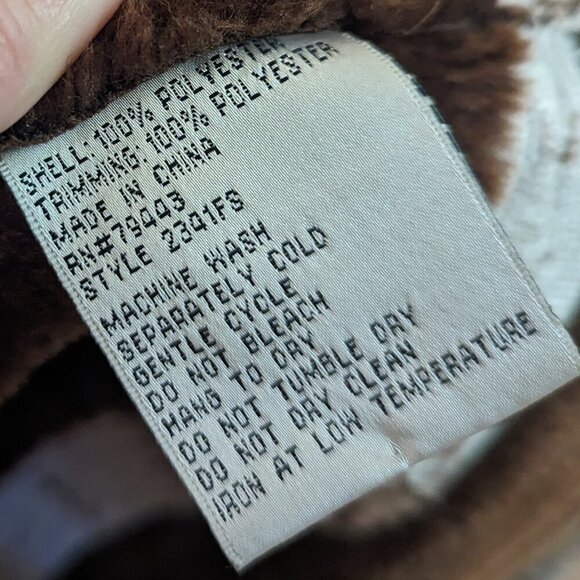 SHELL:100% POLYESTER
TRIMMING:100% POLYESTER
MADE IN CHINA
RN#79443
STYLE 2341FS
MACHINE WASH
SEPARATELY COLD
GENTLE CYCLE
DO NOT BLEACH
HANG TO DRY
DO NOT TUMBLE DRY
DO NOT DRY CLEAN
IRON AT LOW TEMPERATURE